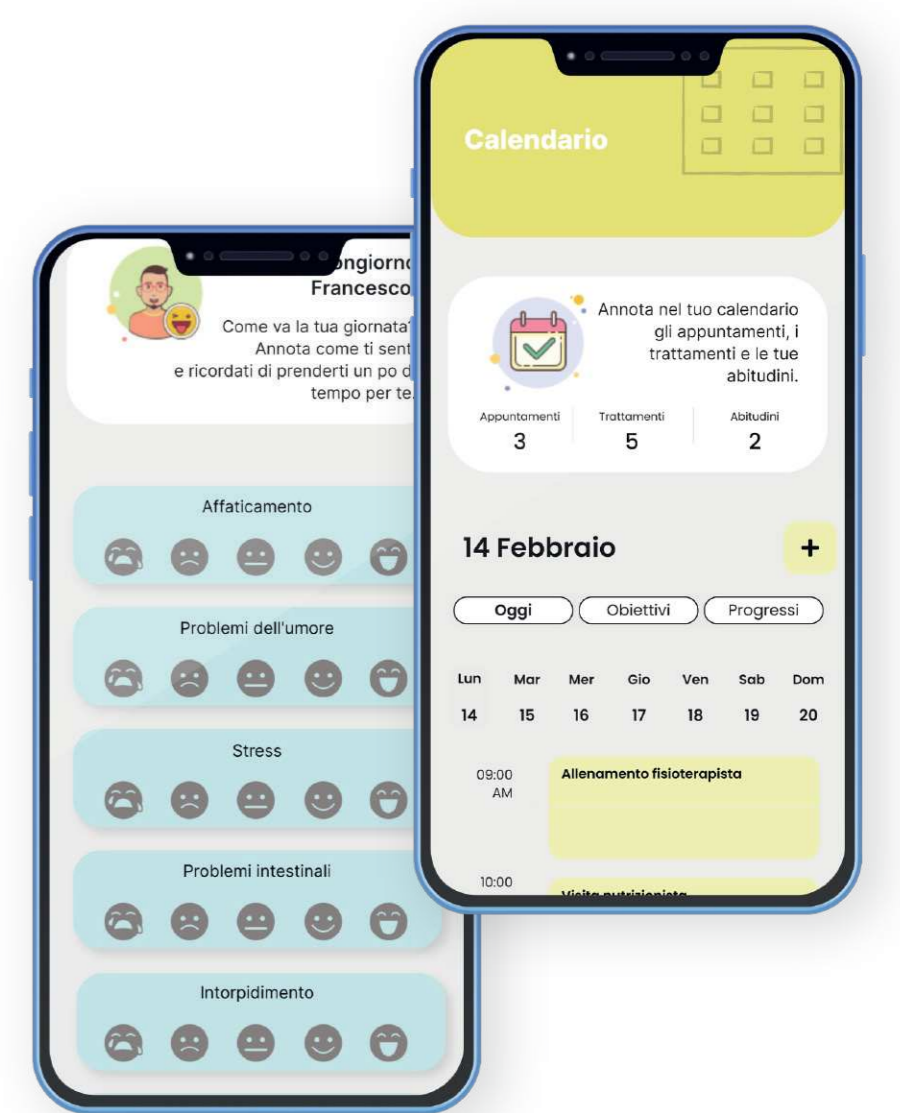 Calendario
Annota nel tuo calendario
gli appuntamenti, i
trattamenti e le tue
abitudini.
Appuntamenti
3
Trattamenti
5
Abitudini
2
14 Febbraio
+
Oggi
Obiettivi
Progressi
Lun Mar Mer Gio Ven Sab Dom
14 15 16 17 18 19 20
09:00
AM
Allenamento fisioterapista
10:00
Visita nutrizionista
ongiorno
Francesco
Come va la tua giornata?
Annota come ti sent
e ricordati di prenderti un po d
tempo per te.
Affaticamento
Problemi dell'umore
Stress
Problemi intestinali
Intorpidimento